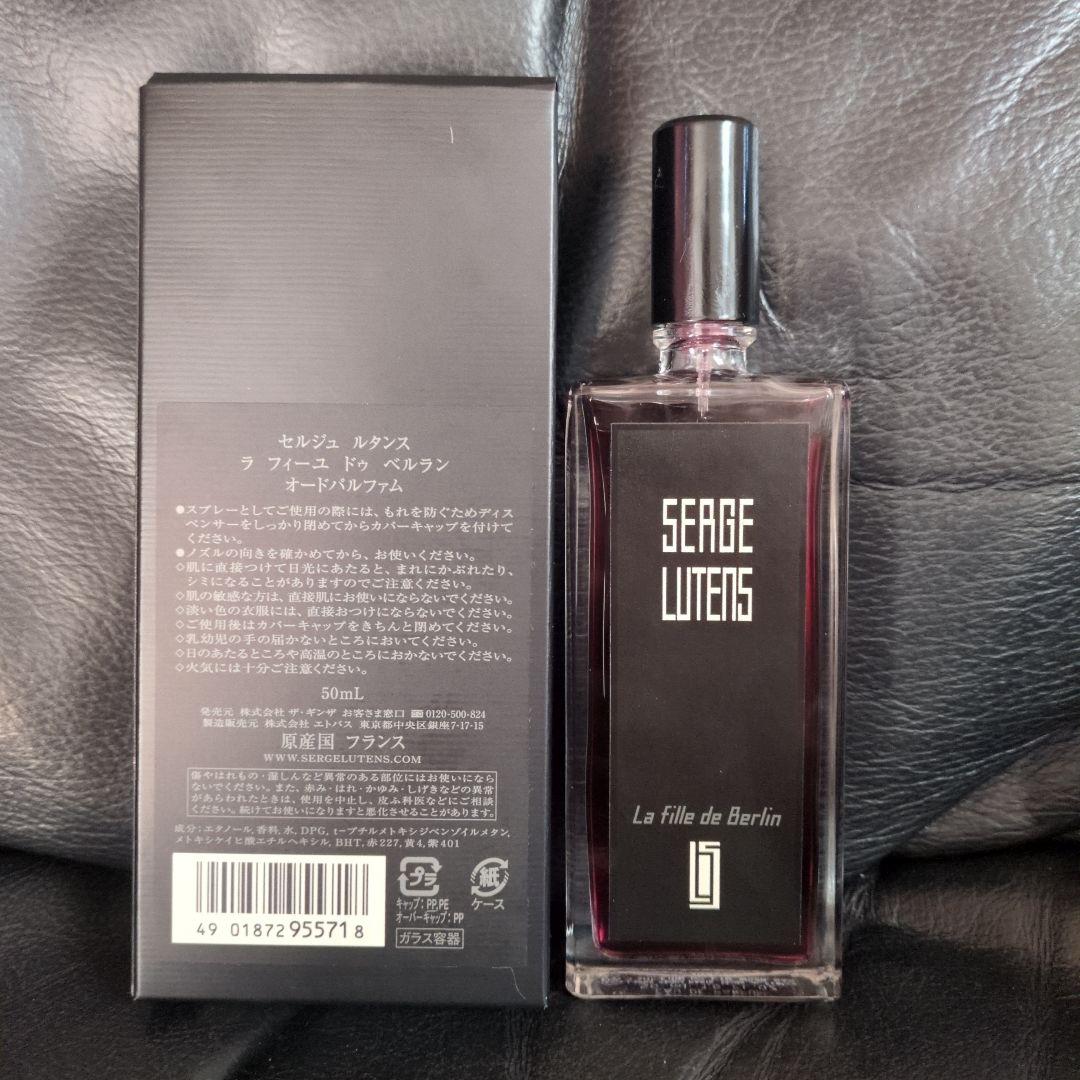 セルジュ ルタンス
ラ フィーユ ドゥ ベルラン
オードパルファム
●スプレーとしてご使用の際には、もれを防ぐためディス
ペンサーをしっかり閉めてからカバーキャップを付けて
ください。
●ノズルの向きを確かめてから、お使いください。
◇肌に直接つけて日光にあたると、まれにかぶれたり、
シミになることがありますのでご注意ください。
◇肌の敏感な方は、直接肌にお使いにならないでください。
◇淡い色の衣服には、直接おつけにならないでください。
◇ご使用後はカバーキャップをきちんと閉めてください。
◇乳幼児の手の届かないところにおいてください。
◇日のあたるところや高温のところにおかないでください。
◇火気には十分ご注意ください。
50mL
発売元 株式会社 ザ・ギンザ お客さま窓口 0120-500-824
製造販売元 株式会社 エトバス 東京都中央区銀座7-17-15
原産国 フランス
WWW.SERGELUTENS.COM
傷やはれもの・湿しんなど異常のある部位にはお使いになら
ないでください。また、赤み・はれ・かゆみ・しげきなどの異常
があらわれたときは、使用を中止し、皮ふ科医などにご相談
ください。続けてお使いになりますと悪化させることがあります。
成分:エタノール,香料,水,DPG,t-ブチルメトキシジベンゾイルメタン,
メトキシケイヒ酸エチルヘキシル,BHT,赤227,黄4,紫401
49 01872 955718
プラ
キャップ:PP,PE
オーバーキャップ:PP
ガラス容器
紙
ケース
SERGE
LUTENS
La fille de Berlin